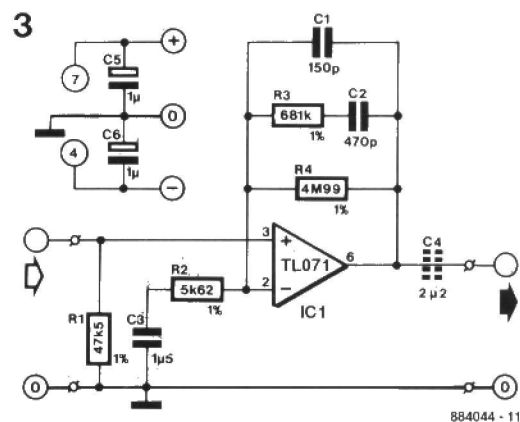 3
C1
150p
+
7
C5
1μ
R3
681k
1%
C2
470p
0
4
C6
1μ
R4
4M99
1%
−
3
+
TL071
6
C4
2μ2
R2
5k62
1%
2
−
IC1
R1
47k5
1%
C3
1μ5
0
0
884044 - 11